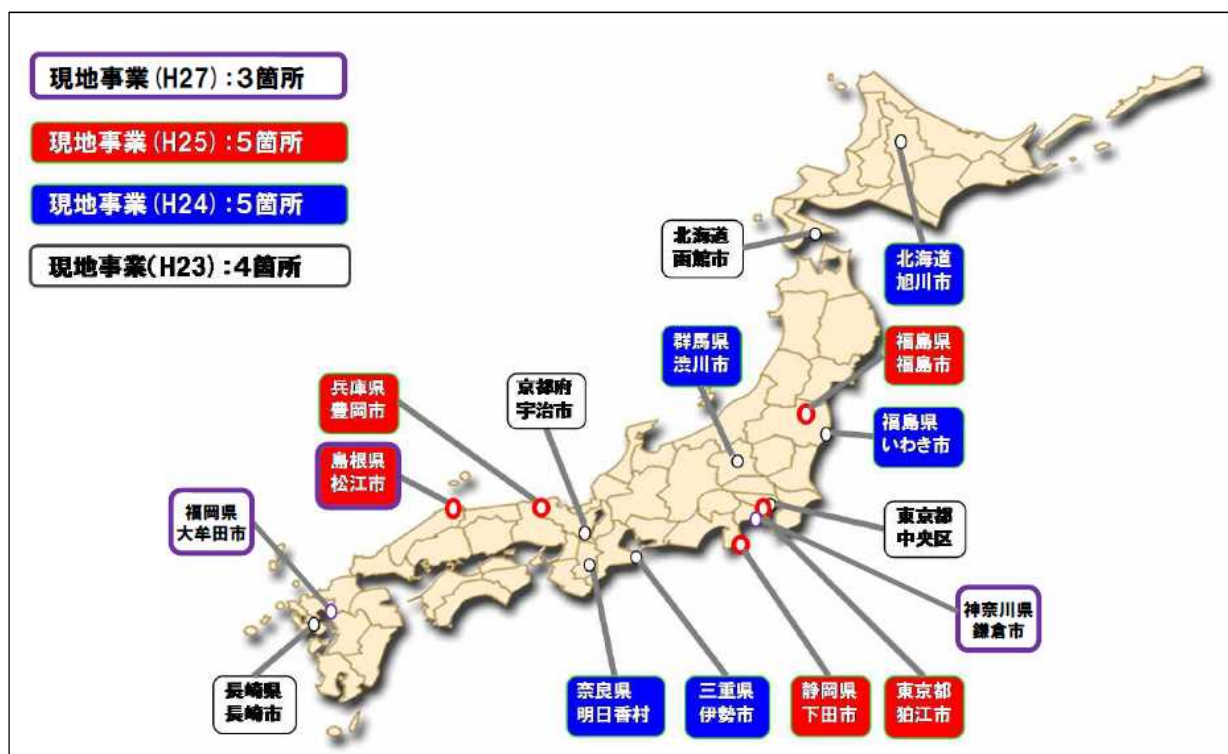 現地事業(H27):3箇所
現地事業(H25):5箇所
現地事業(H24):5箇所
現地事業(H23):4箇所
北海道
函館市
北海道
旭川市
群馬県
渋川市
福島県
福島市
兵庫県
豊岡市
京都府
宇治市
福島県
いわき市
島根県
松江市
福岡県
大牟田市
東京都
中央区
神奈川県
鎌倉市
長崎県
長崎市
奈良県
明日香村
三重県
伊勢市
静岡県
下田市
東京都
狛江市